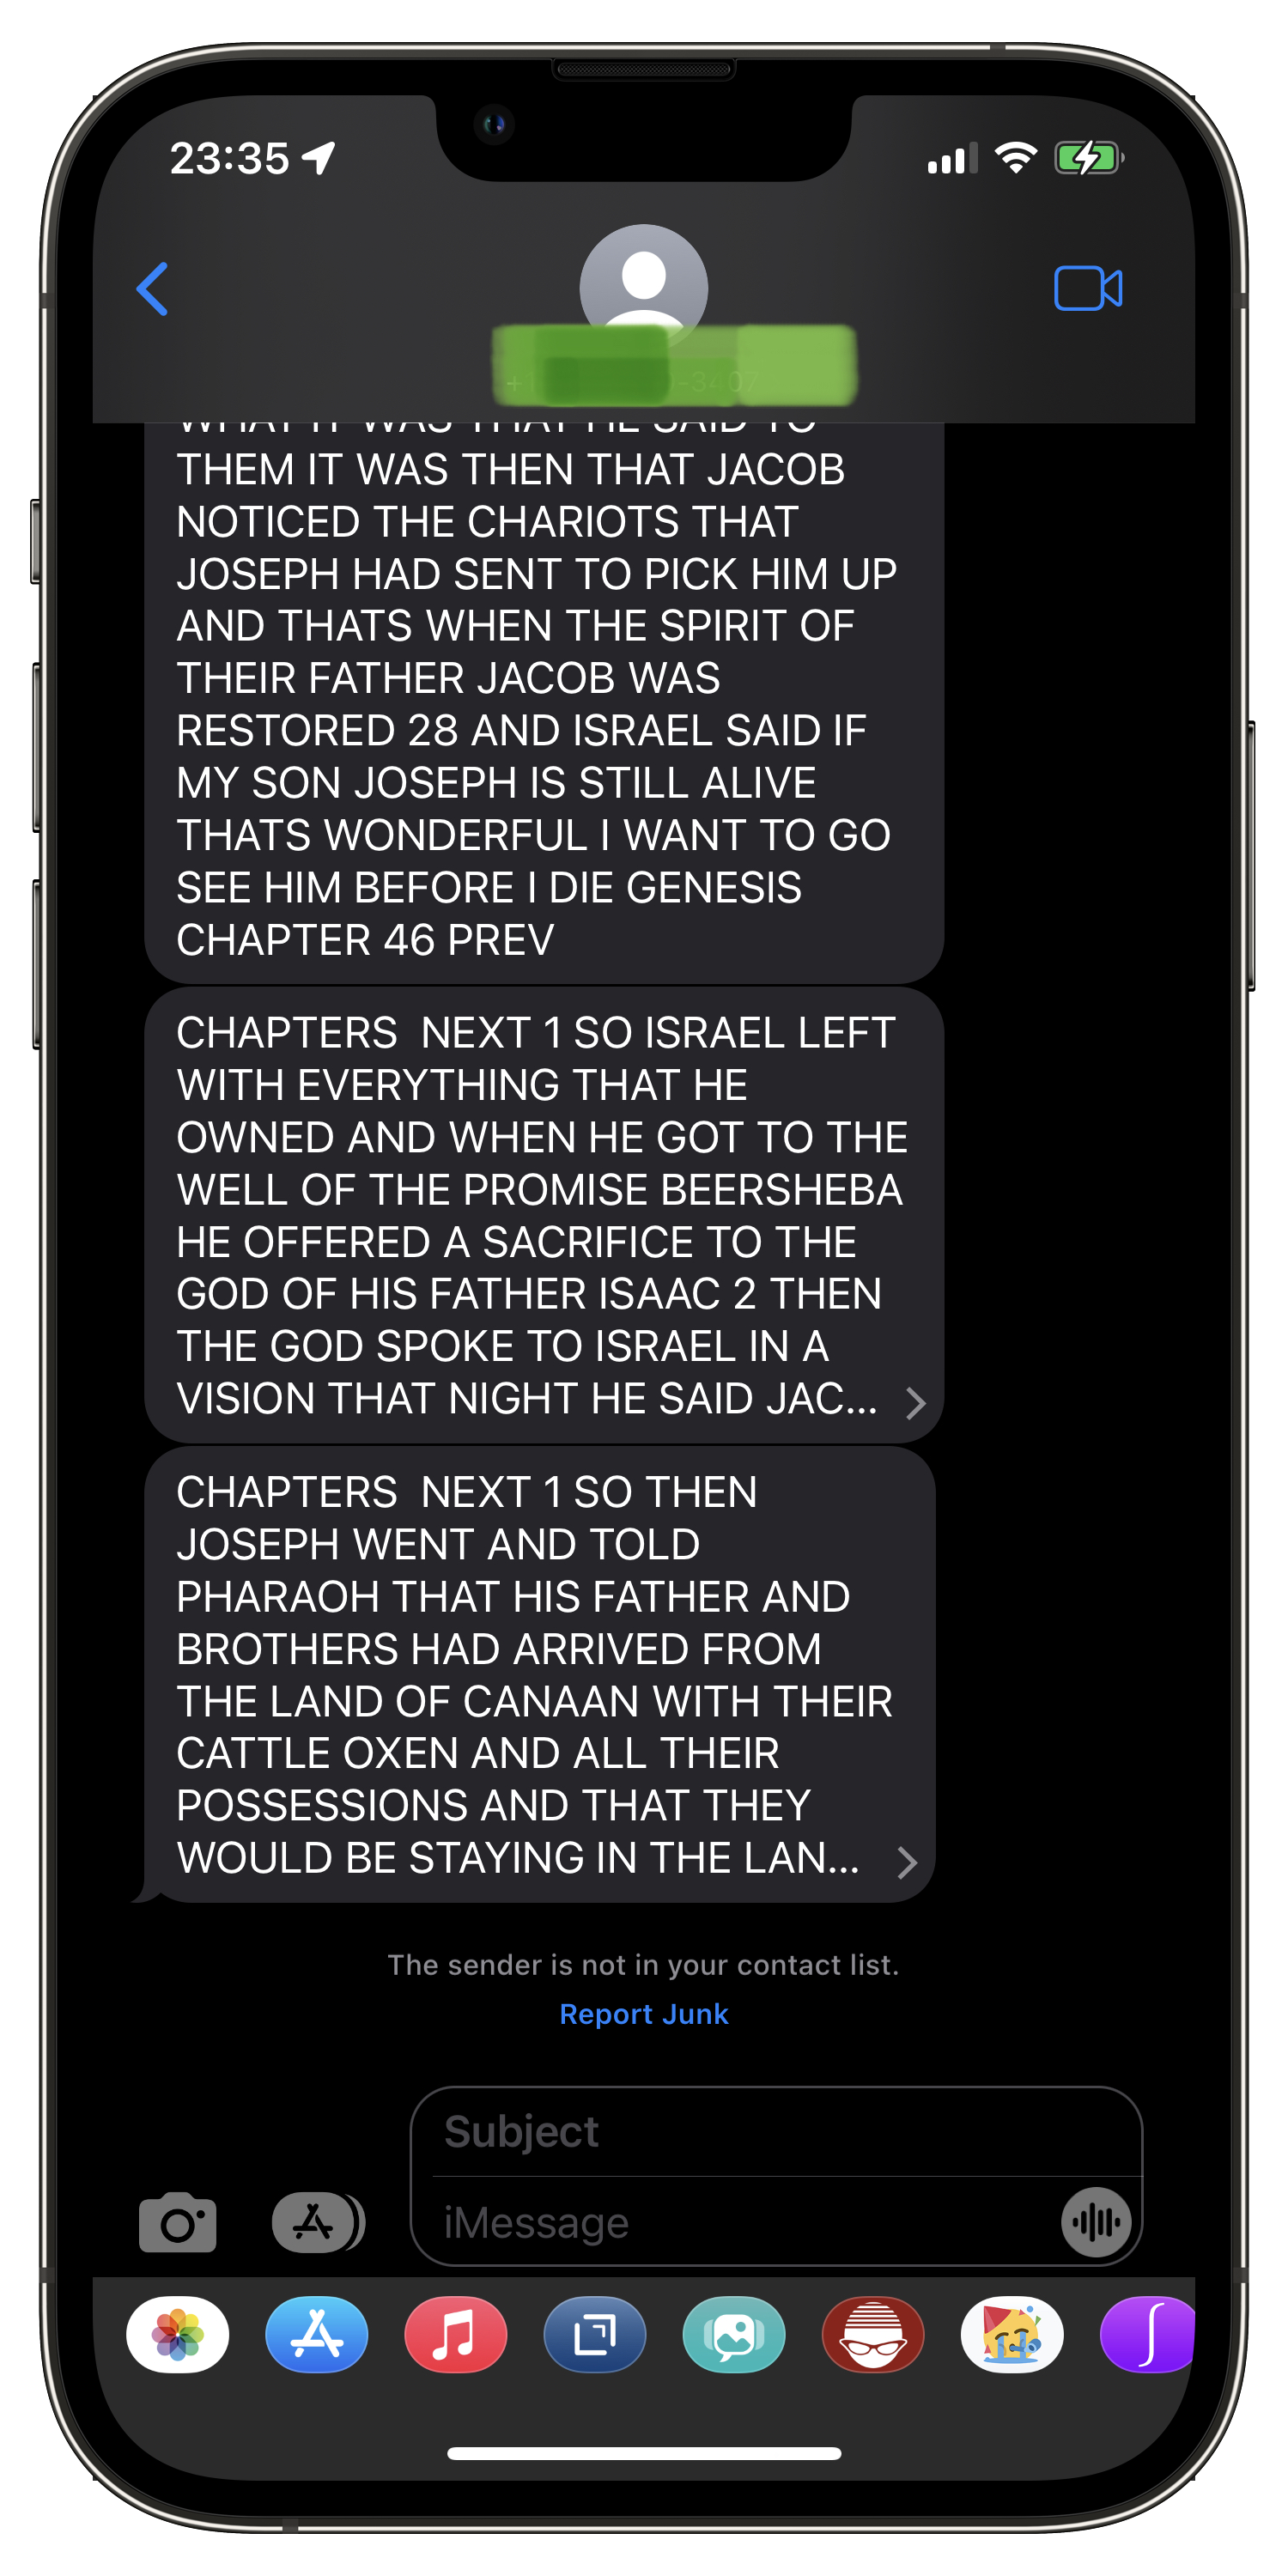 23:35
WHAT IT WAS THAT HE SAID TO
THEM IT WAS THEN THAT JACOB
NOTICED THE CHARIOTS THAT
JOSEPH HAD SENT TO PICK HIM UP
AND THATS WHEN THE SPIRIT OF
THEIR FATHER JACOB WAS
RESTORED 28 AND ISRAEL SAID IF
MY SON JOSEPH IS STILL ALIVE
THATS WONDERFUL I WANT TO GO
SEE HIM BEFORE I DIE GENESIS
CHAPTER 46 PREV
CHAPTERS  NEXT 1 SO ISRAEL LEFT
WITH EVERYTHING THAT HE
OWNED AND WHEN HE GOT TO THE
WELL OF THE PROMISE BEERSHEBA
HE OFFERED A SACRIFICE TO THE
GOD OF HIS FATHER ISAAC 2 THEN
THE GOD SPOKE TO ISRAEL IN A
VISION THAT NIGHT HE SAID JAC...
CHAPTERS  NEXT 1 SO THEN
JOSEPH WENT AND TOLD
PHARAOH THAT HIS FATHER AND
BROTHERS HAD ARRIVED FROM
THE LAND OF CANAAN WITH THEIR
CATTLE OXEN AND ALL THEIR
POSSESSIONS AND THAT THEY
WOULD BE STAYING IN THE LAN...
The sender is not in your contact list.
Report Junk
Subject
iMessage